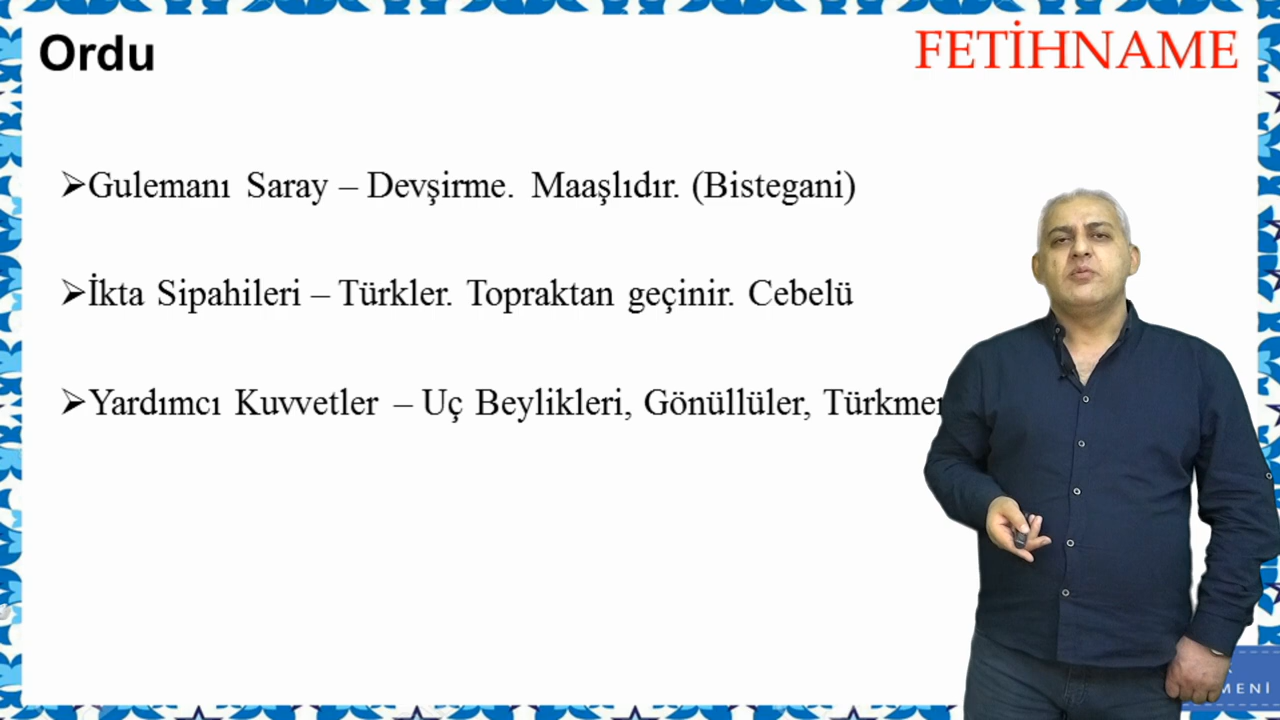 Ordu
FETİHNAME
➢Gulemanı Saray – Devşirme. Maaşlıdır. (Bistegani)
➢İkta Sipahileri – Türkler. Topraktan geçinir. Cebelü
➢Yardımcı Kuvvetler – Uç Beylikleri, Gönüllüler,